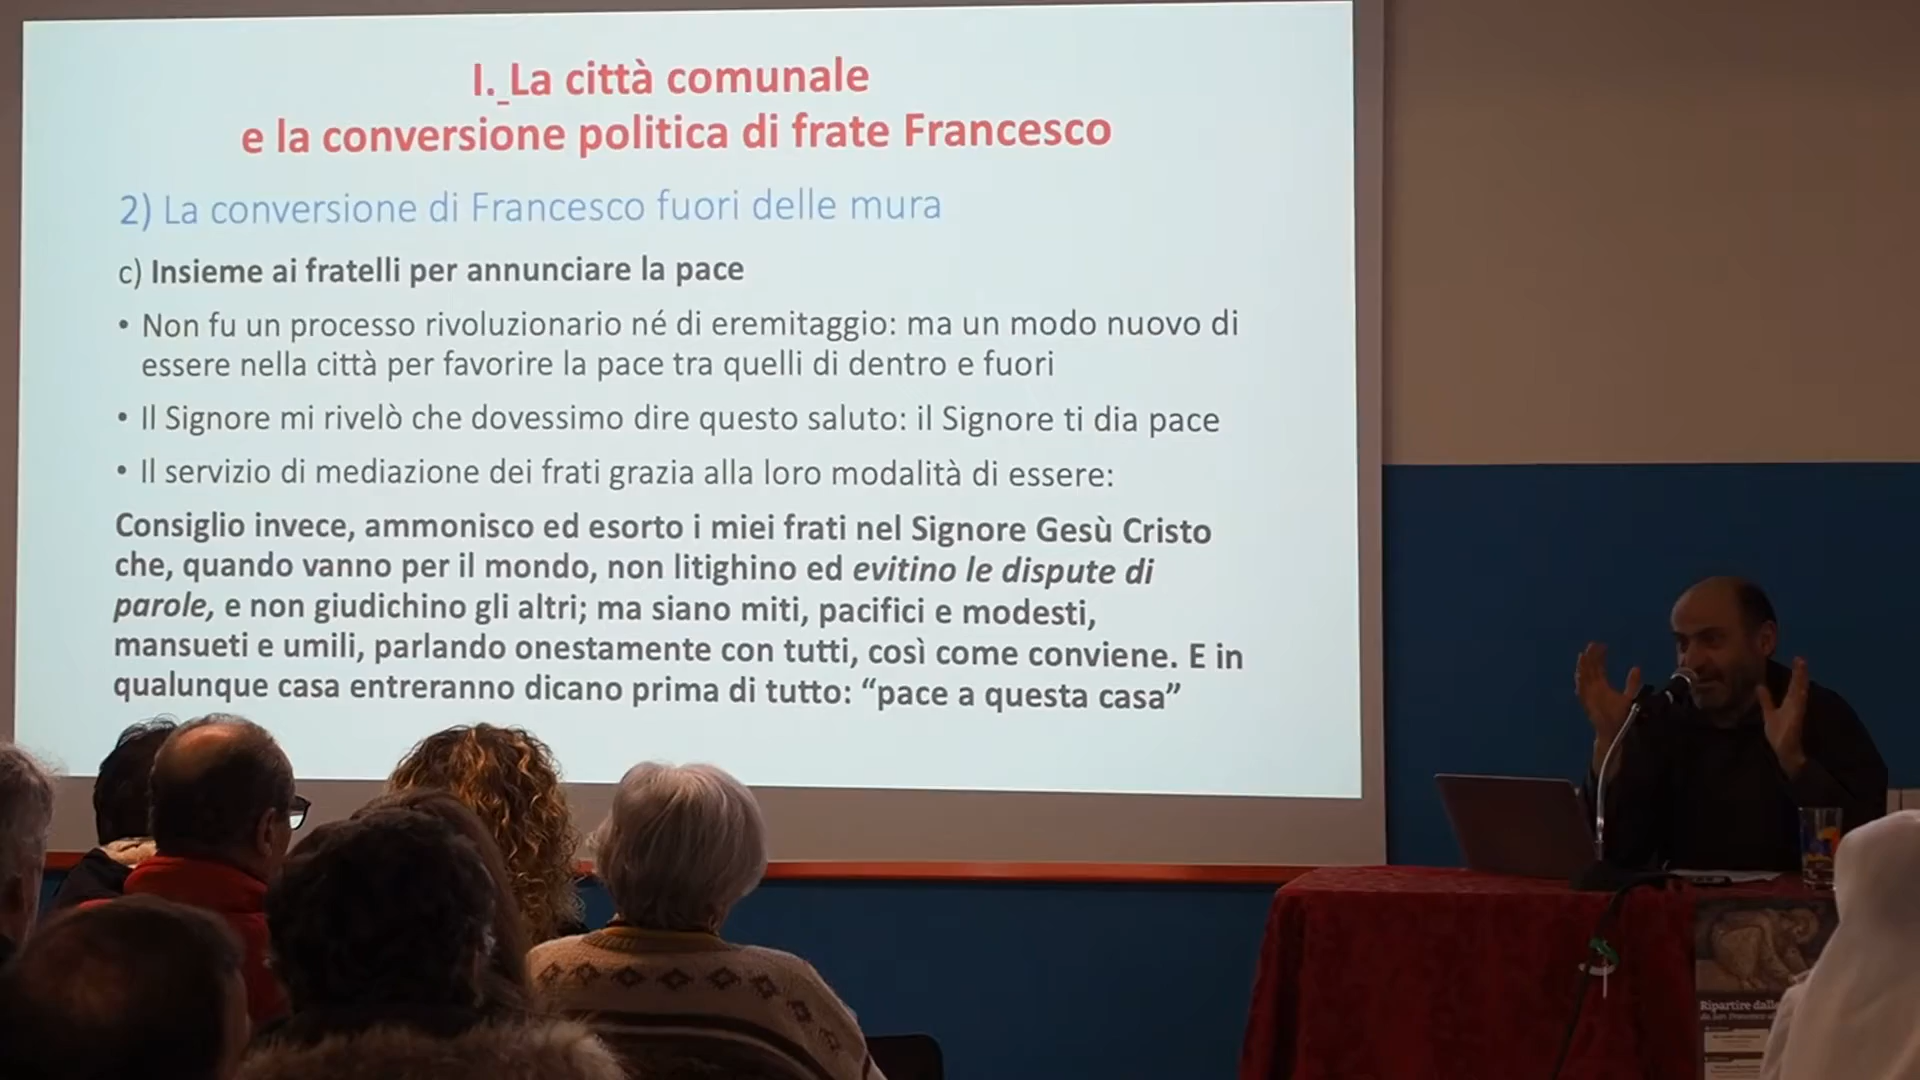 I. La città comunale
e la conversione politica di frate Francesco
2) La conversione di Francesco fuori delle mura
c) Insieme ai fratelli per annunciare la pace
• Non fu un processo rivoluzionario né di eremitaggio: ma un modo nuovo di
essere nella città per favorire la pace tra quelli di dentro e fuori
• Il Signore mi rivelò che dovessimo dire questo saluto: il Signore ti dia pace
• Il servizio di mediazione dei frati grazia alla loro modalità di essere:
Consiglio invece, ammonisco ed esorto i miei frati nel Signore Gesù Cristo
che, quando vanno per il mondo, non litighino ed evitino le dispute di
parole, e non giudichino gli altri; ma siano miti, pacifici e modesti,
mansueti e umili, parlando onestamente con tutti, così come conviene. E in
qualunque casa entreranno dicano prima di tutto: “pace a questa casa”
Ripartire
da San Francesco